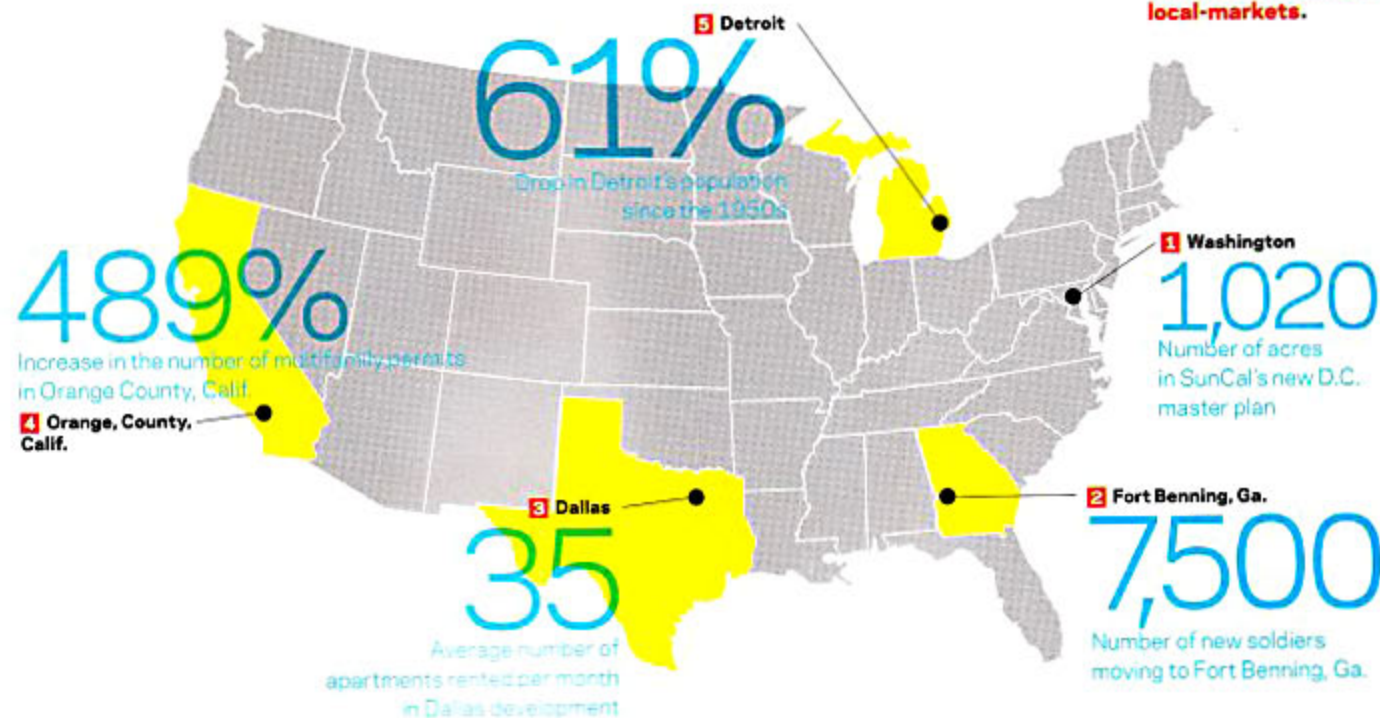 local-markets.
5 Detroit
61%
Drop in Detroit's population
since the 1950s
1 Washington
1,020
Number of acres
in SunCal's new D.C.
master plan
489%
Increase in the number of multifamily permits
in Orange County, Calif.
4 Orange, County,
Calif.
3 Dallas
35
Average number of
apartments rented per month
in Dallas development
2 Fort Benning, Ga.
7,500
Number of new soldiers
moving to Fort Benning, Ga.